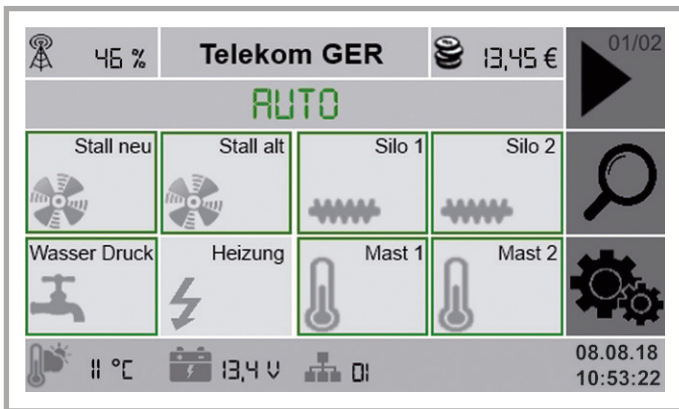 46 % Telekom GER 13,45 € 01/02
AUTO
Stall neu Stall alt Silo 1 Silo 2
Wasser Druck Heizung Mast 1 Mast 2
11 °C 13,4 V 01 08.08.18
10:53:22